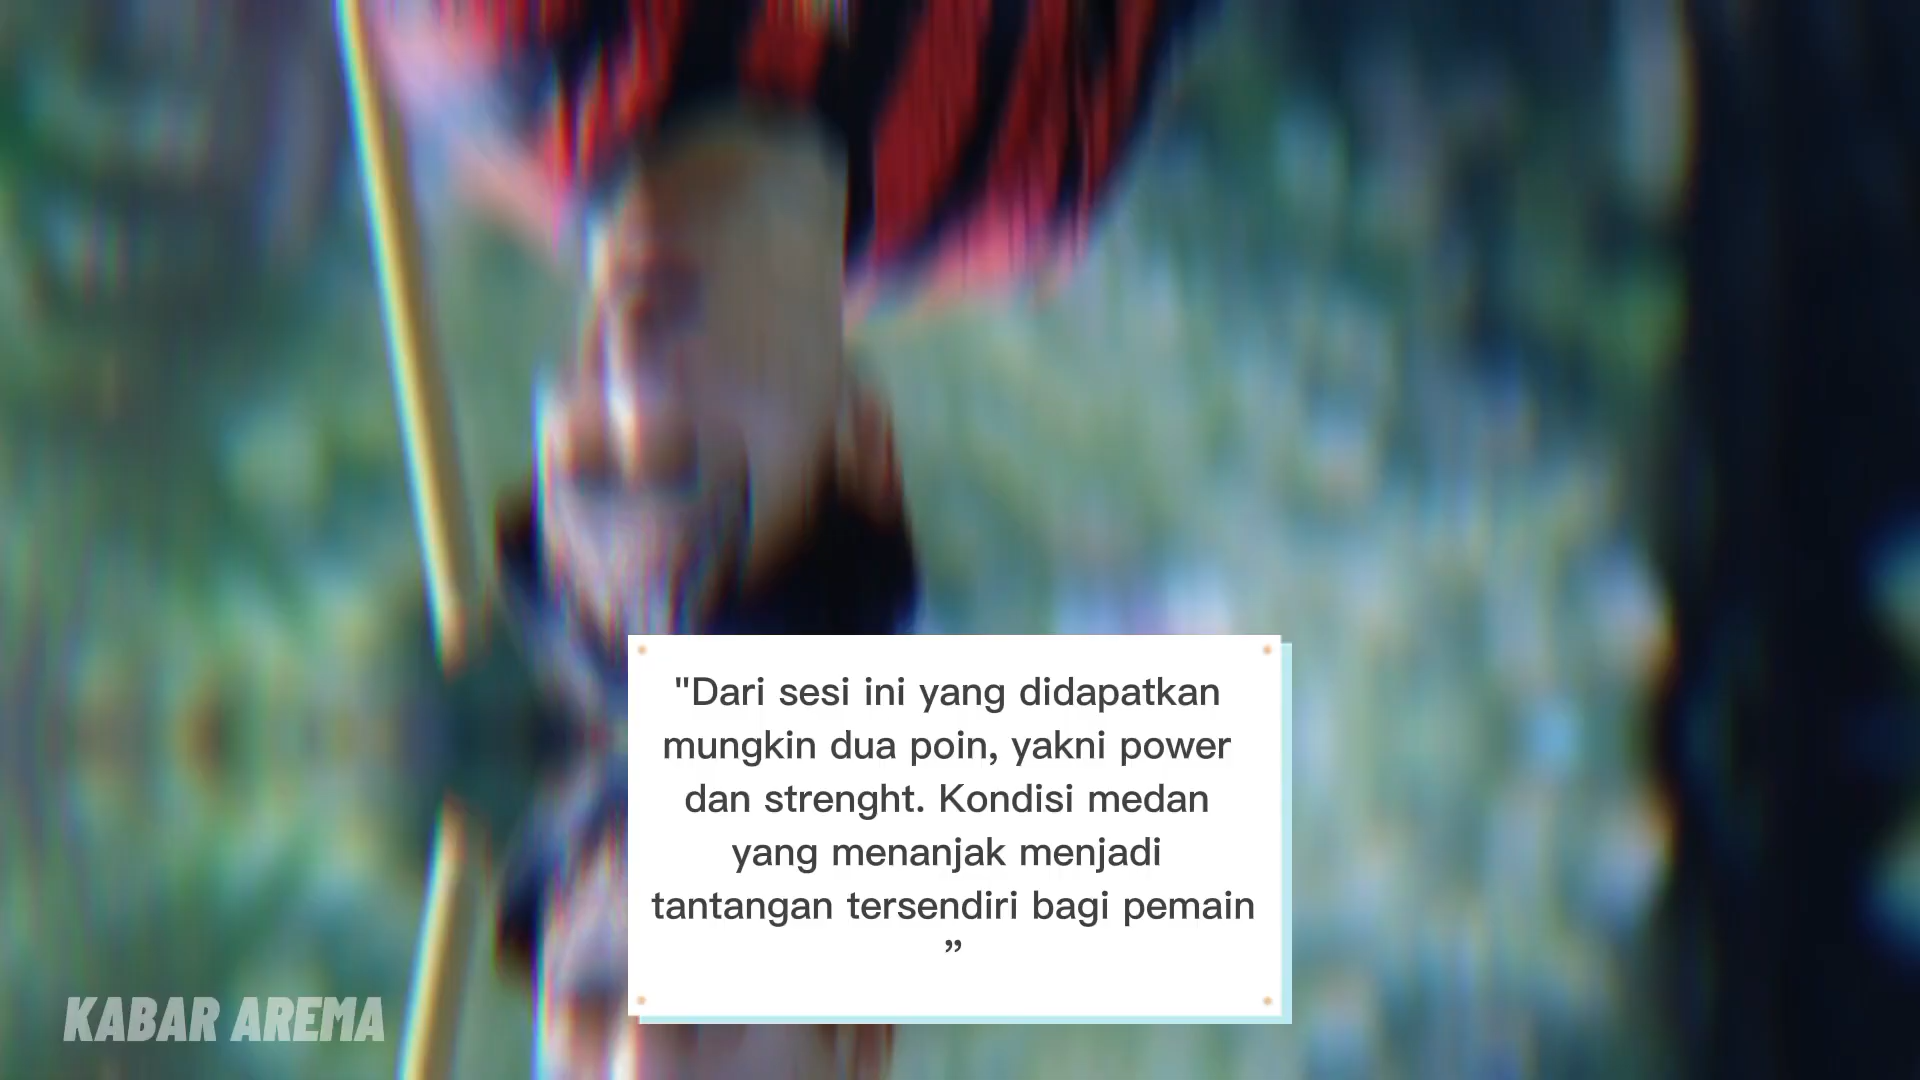 "Dari sesi ini yang didapatkan
mungkin dua poin, yakni power
dan strenght. Kondisi medan
yang menanjak menjadi
tantangan tersendiri bagi pemain
”
KABAR AREMA